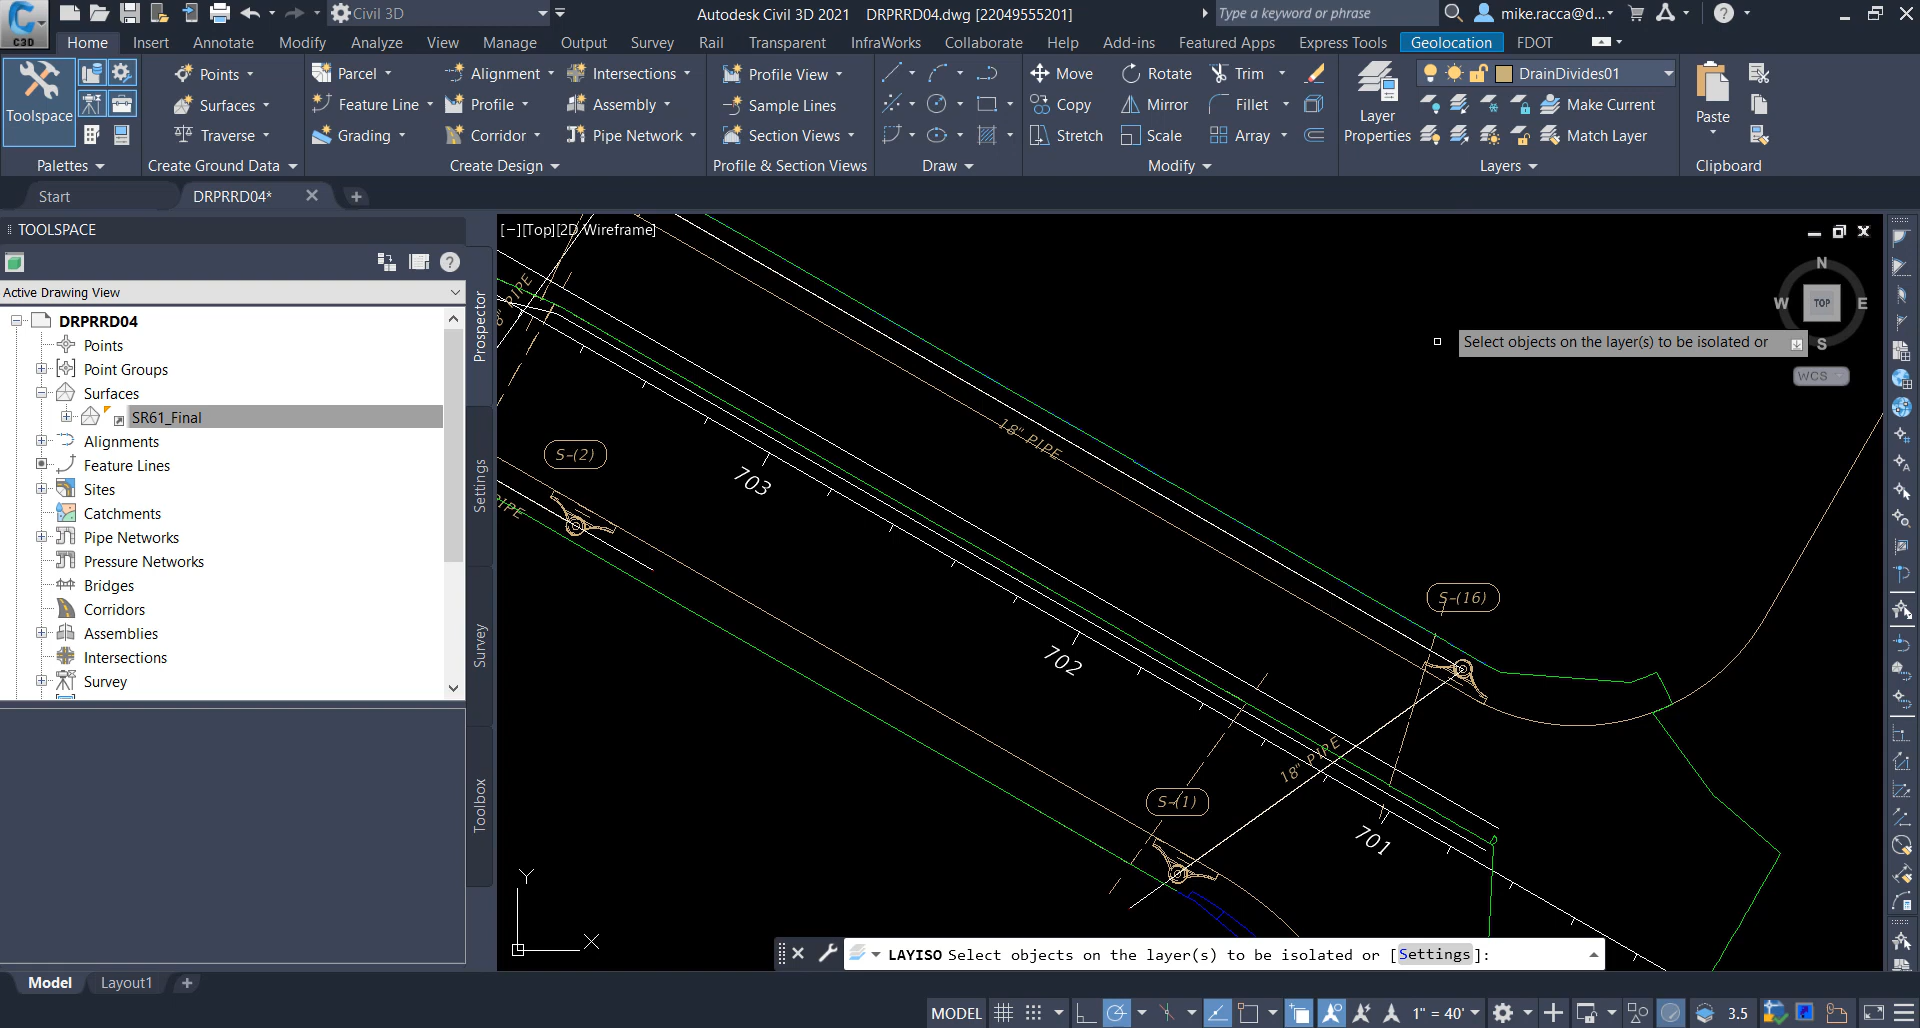 Civil 3D
Autodesk Civil 3D 2021 DRPRRD04.dwg [22049555201]
Type a keyword or phrase
mike.racca@d...
C3D
Home Insert Annotate Modify Analyze View Manage Output Survey Rail Transparent InfraWorks Collaborate Help Add-ins Featured Apps Express Tools Geolocation FDOT
Toolspace
Points
Surfaces
Traverse
Parcel
Feature Line
Grading
Alignment
Profile
Corridor
Intersections
Assembly
Pipe Network
Profile View
Sample Lines
Section Views
Move
Copy
Stretch
Rotate
Mirror
Scale
Trim
Fillet
Array
Layer
Properties
DrainDivides01
Make Current
Match Layer
Paste
Palettes
Create Ground Data
Create Design
Profile & Section Views
Draw
Modify
Layers
Clipboard
Start
DRPRRD04*
TOOLSPACE
Active Drawing View
DRPRRD04
Points
Point Groups
Surfaces
SR61_Final
Alignments
Feature Lines
Sites
Catchments
Pipe Networks
Pressure Networks
Bridges
Corridors
Assemblies
Intersections
Survey
Prospector
Settings
Survey
Toolbox
[−][Top][2D Wireframe]
N
W TOP E
S
WCS
Select objects on the layer(s) to be isolated or
8" PIPE
18" PIPE
S-(2)
703
PIPE
S-(16)
702
18" PIPE
S-(1)
701
Y
X
LAYISO Select objects on the layer(s) to be isolated or [Settings]:
Model Layout1
MODEL
1" = 40'
3.5